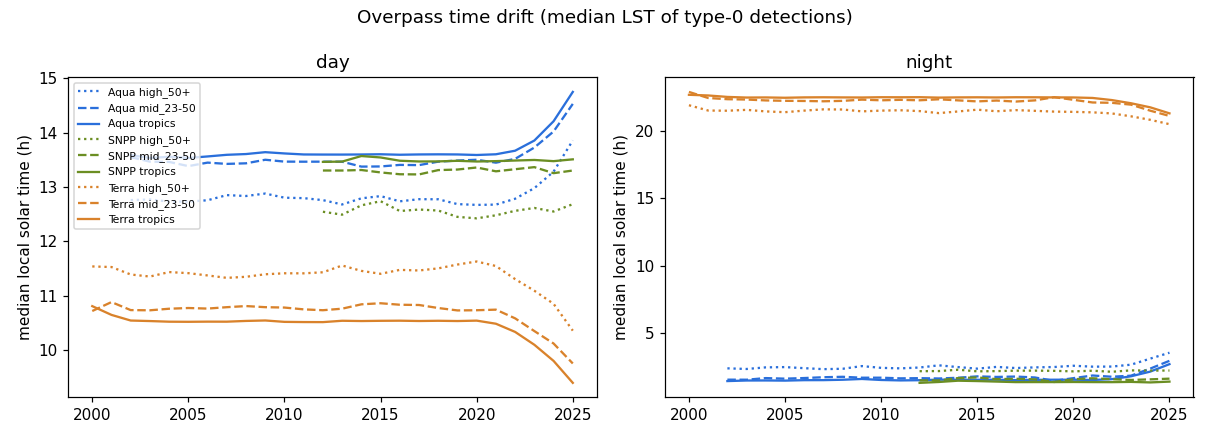 Overpass time drift (median LST of type-0 detections)
day
median local solar time (h)
15
14
13
12
11
10
Aqua high_50+
Aqua mid_23-50
Aqua tropics
SNPP high_50+
SNPP mid_23-50
SNPP tropics
Terra high_50+
Terra mid_23-50
Terra tropics
2000 2005 2010 2015 2020 2025
night
median local solar time (h)
20
15
10
5
2000 2005 2010 2015 2020 2025